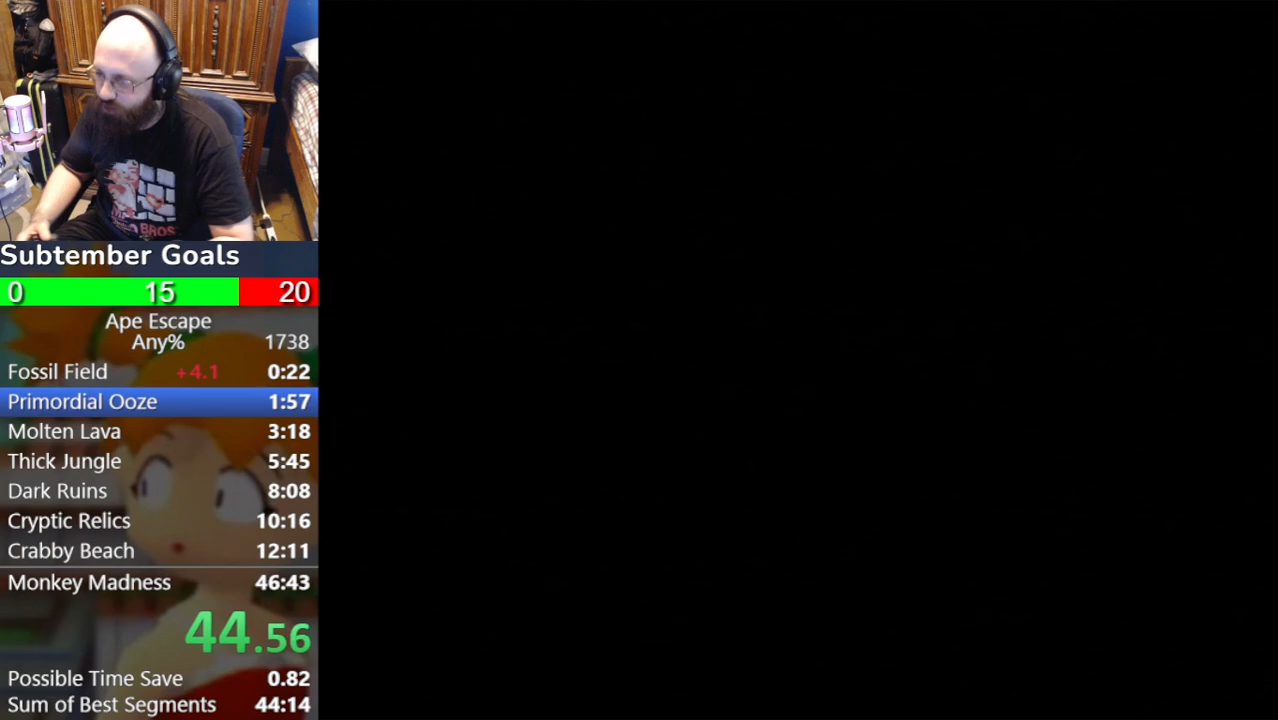 Subtember Goals
0 15 20
Ape Escape
Any% 1738
Fossil Field +4.1 0:22
Primordial Ooze 1:57
Molten Lava 3:18
Thick Jungle 5:45
Dark Ruins 8:08
Cryptic Relics 10:16
Crabby Beach 12:11
Monkey Madness 46:43
44.56
Possible Time Save 0.82
Sum of Best Segments 44:14